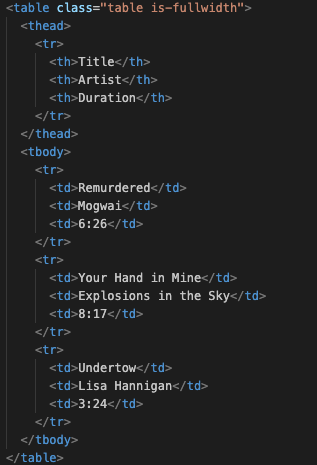 <table class="table is-fullwidth">
  <thead>
    <tr>
      <th>Title</th>
      <th>Artist</th>
      <th>Duration</th>
    </tr>
  </thead>
  <tbody>
    <tr>
      <td>Remurdered</td>
      <td>Mogwai</td>
      <td>6:26</td>
    </tr>
    <tr>
      <td>Your Hand in Mine</td>
      <td>Explosions in the Sky</td>
      <td>8:17</td>
    </tr>
    <tr>
      <td>Undertow</td>
      <td>Lisa Hannigan</td>
      <td>3:24</td>
    </tr>
  </tbody>
</table>